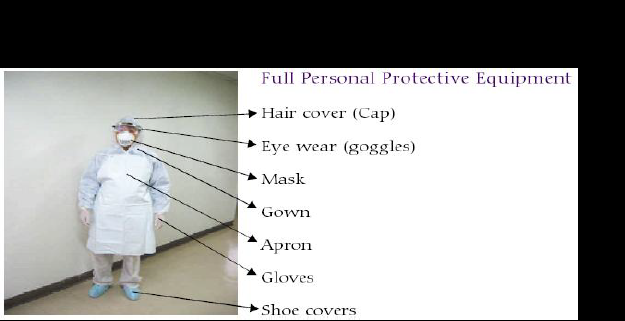 Full Personal Protective Equipment
Hair cover (Cap)
Eye wear (goggles)
Mask
Gown
Apron
Gloves
Shoe covers